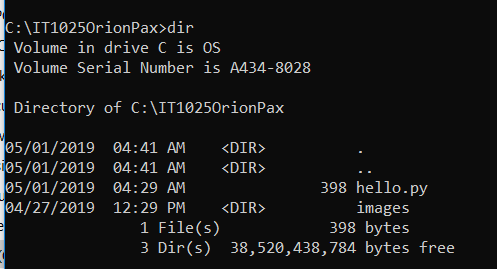 C:\IT1025OrionPax>dir
 Volume in drive C is OS
 Volume Serial Number is A434-8028

 Directory of C:\IT1025OrionPax

05/01/2019  04:41 AM    <DIR>          .
05/01/2019  04:41 AM    <DIR>          ..
05/01/2019  04:29 AM               398 hello.py
04/27/2019  12:29 PM    <DIR>          images
               1 File(s)            398 bytes
               3 Dir(s)  38,520,438,784 bytes free